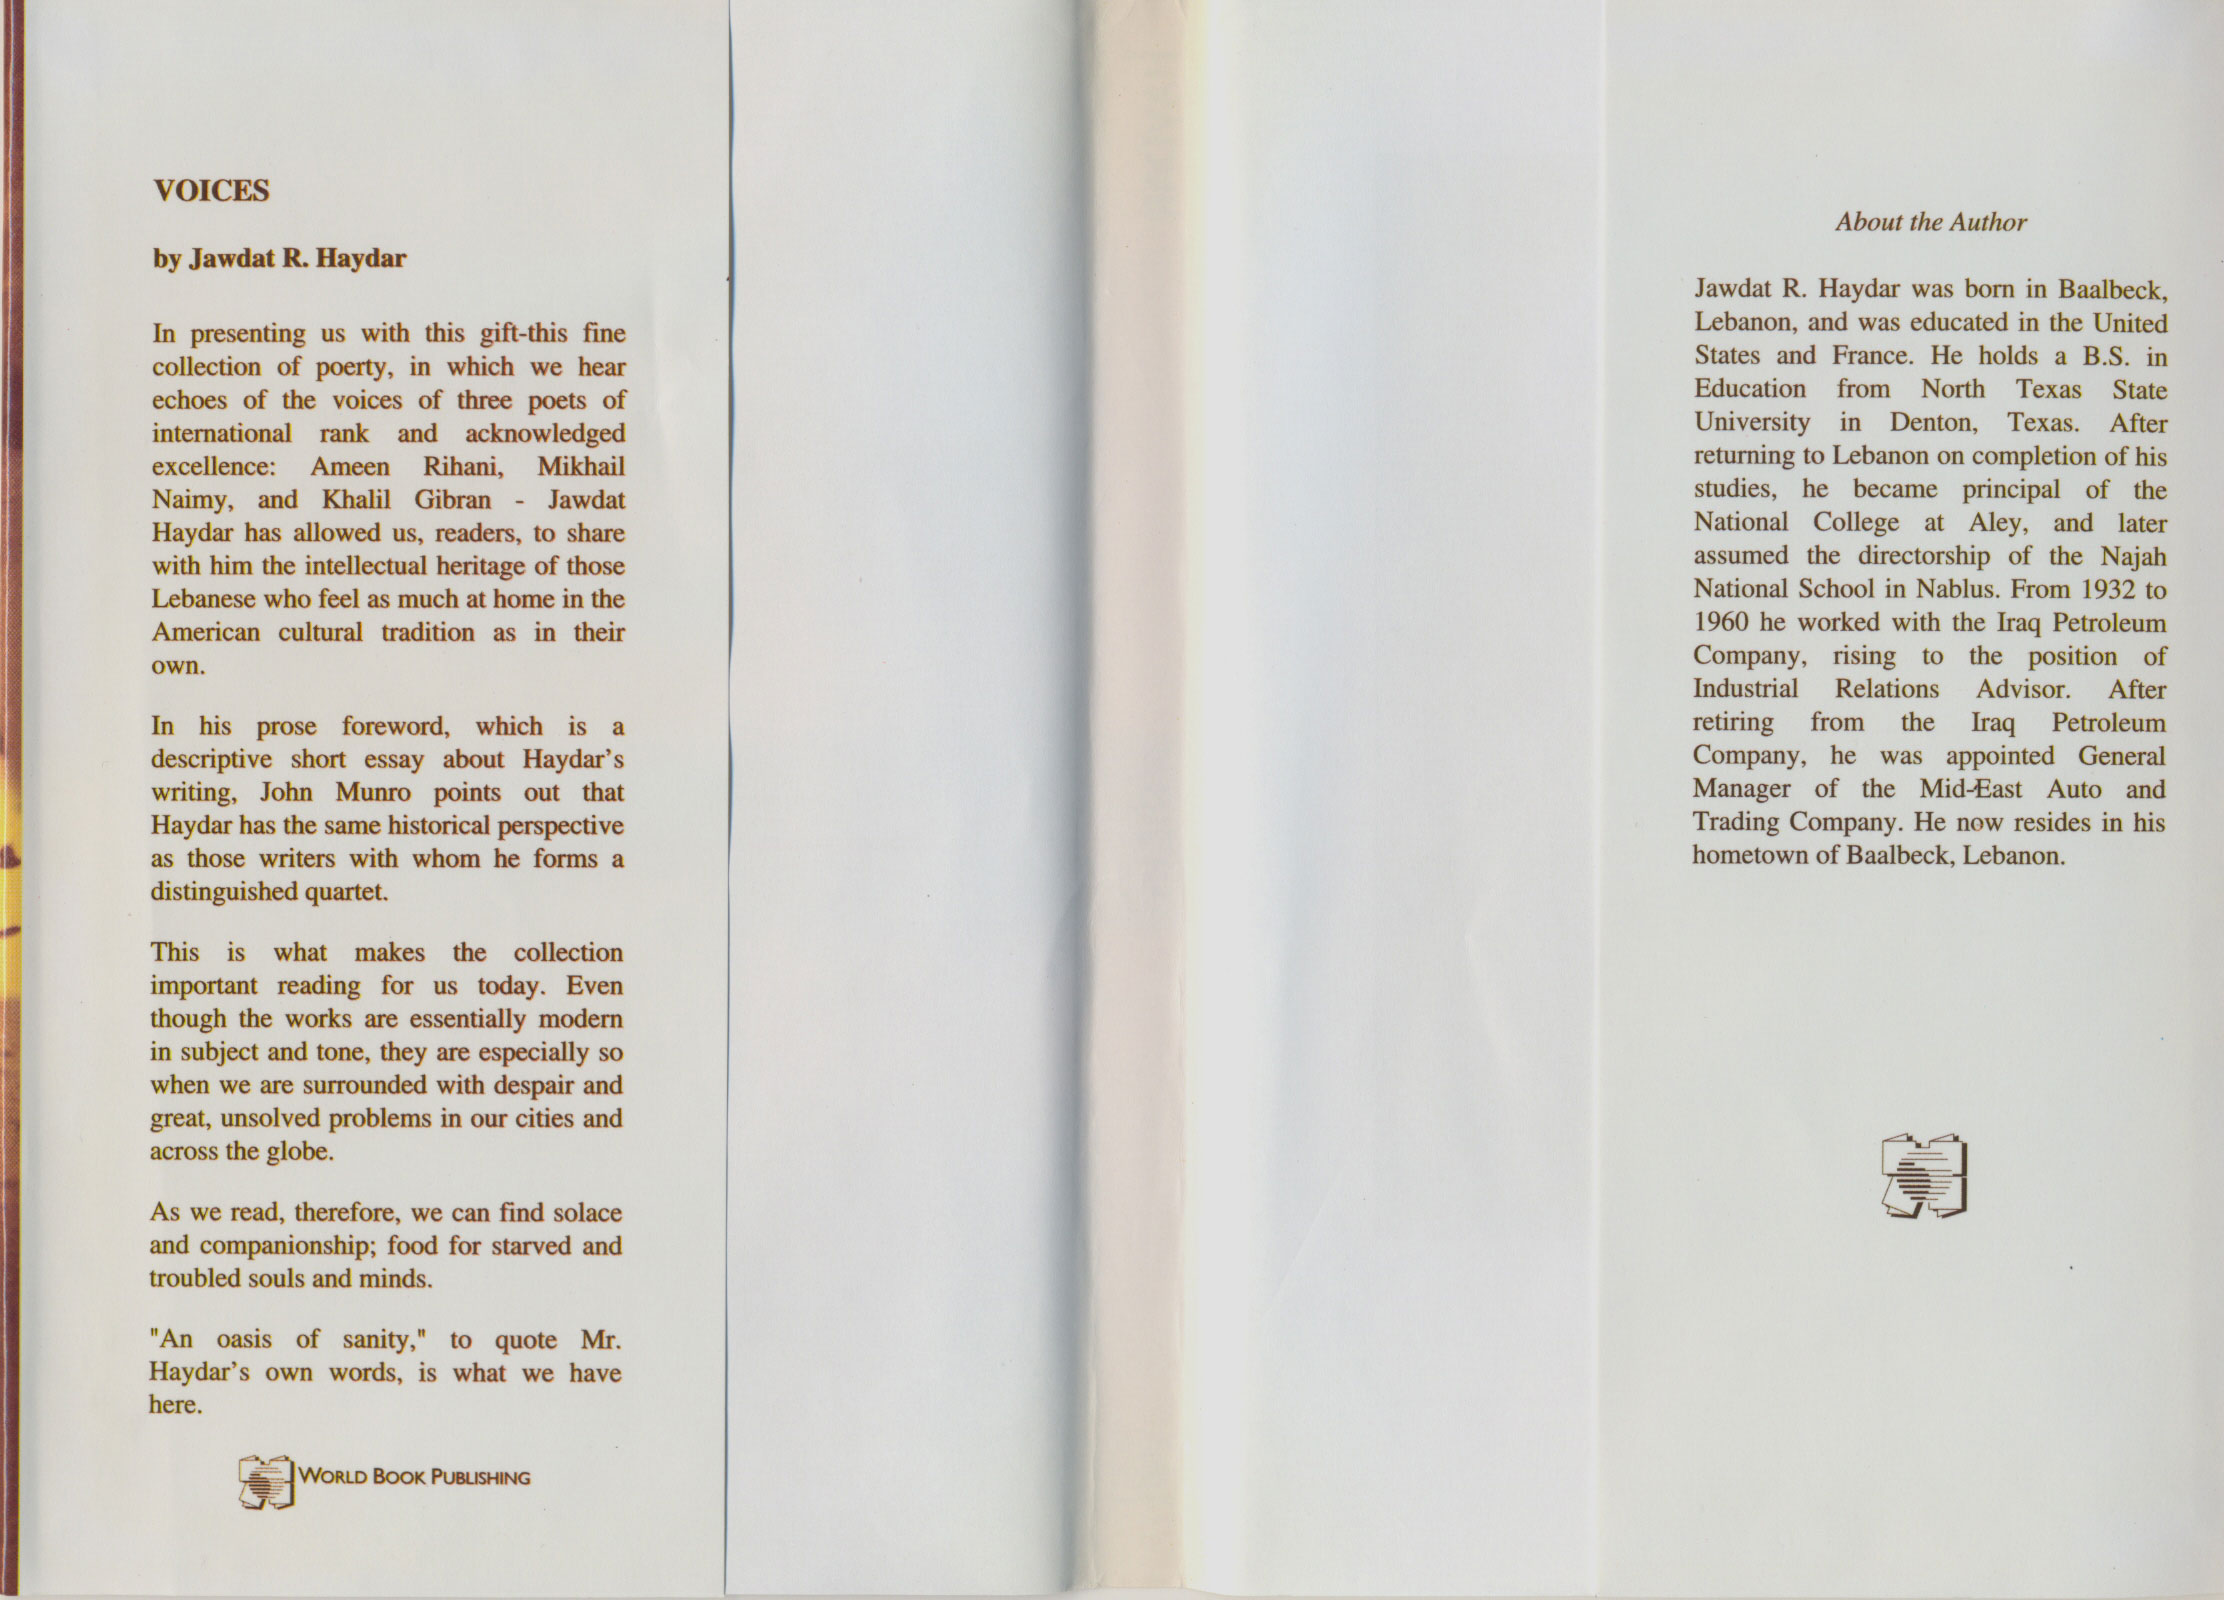 VOICES
by Jawdat R. Haydar
In presenting us with this gift-this fine
collection of poerty, in which we hear
echoes of the voices of three poets of
international rank and acknowledged
excellence: Ameen Rihani, Mikhail
Naimy, and Khalil Gibran - Jawdat
Haydar has allowed us, readers, to share
with him the intellectual heritage of those
Lebanese who feel as much at home in the
American cultural tradition as in their
own.
In his prose foreword, which is a
descriptive short essay about Haydar's
writing, John Munro points out that
Haydar has the same historical perspective
as those writers with whom he forms a
distinguished quartet.
This is what makes the collection
important reading for us today. Even
though the works are essentially modern
in subject and tone, they are especially so
when we are surrounded with despair and
great, unsolved problems in our cities and
across the globe.
As we read, therefore, we can find solace
and companionship; food for starved and
troubled souls and minds.
"An oasis of sanity," to quote Mr.
Haydar's own words, is what we have
here.
WORLD BOOK PUBLISHING
About the Author
Jawdat R. Haydar was born in Baalbeck,
Lebanon, and was educated in the United
States and France. He holds a B.S. in
Education from North Texas State
University in Denton, Texas. After
returning to Lebanon on completion of his
studies, he became principal of the
National College at Aley, and later
assumed the directorship of the Najah
National School in Nablus. From 1932 to
1960 he worked with the Iraq Petroleum
Company, rising to the position of
Industrial Relations Advisor. After
retiring from the Iraq Petroleum
Company, he was appointed General
Manager of the Mid-East Auto and
Trading Company. He now resides in his
hometown of Baalbeck, Lebanon.